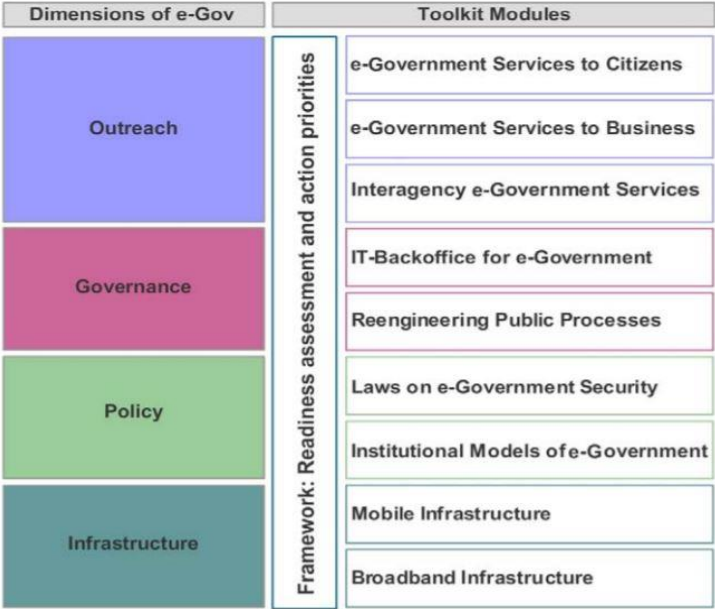 Dimensions of e-Gov
Toolkit Modules
Outreach
Governance
Policy
Infrastructure
Framework: Readiness assessment and action priorities
e-Government Services to Citizens
e-Government Services to Business
Interagency e-Government Services
IT-Backoffice for e-Government
Reengineering Public Processes
Laws on e-Government Security
Institutional Models of e-Government
Mobile Infrastructure
Broadband Infrastructure